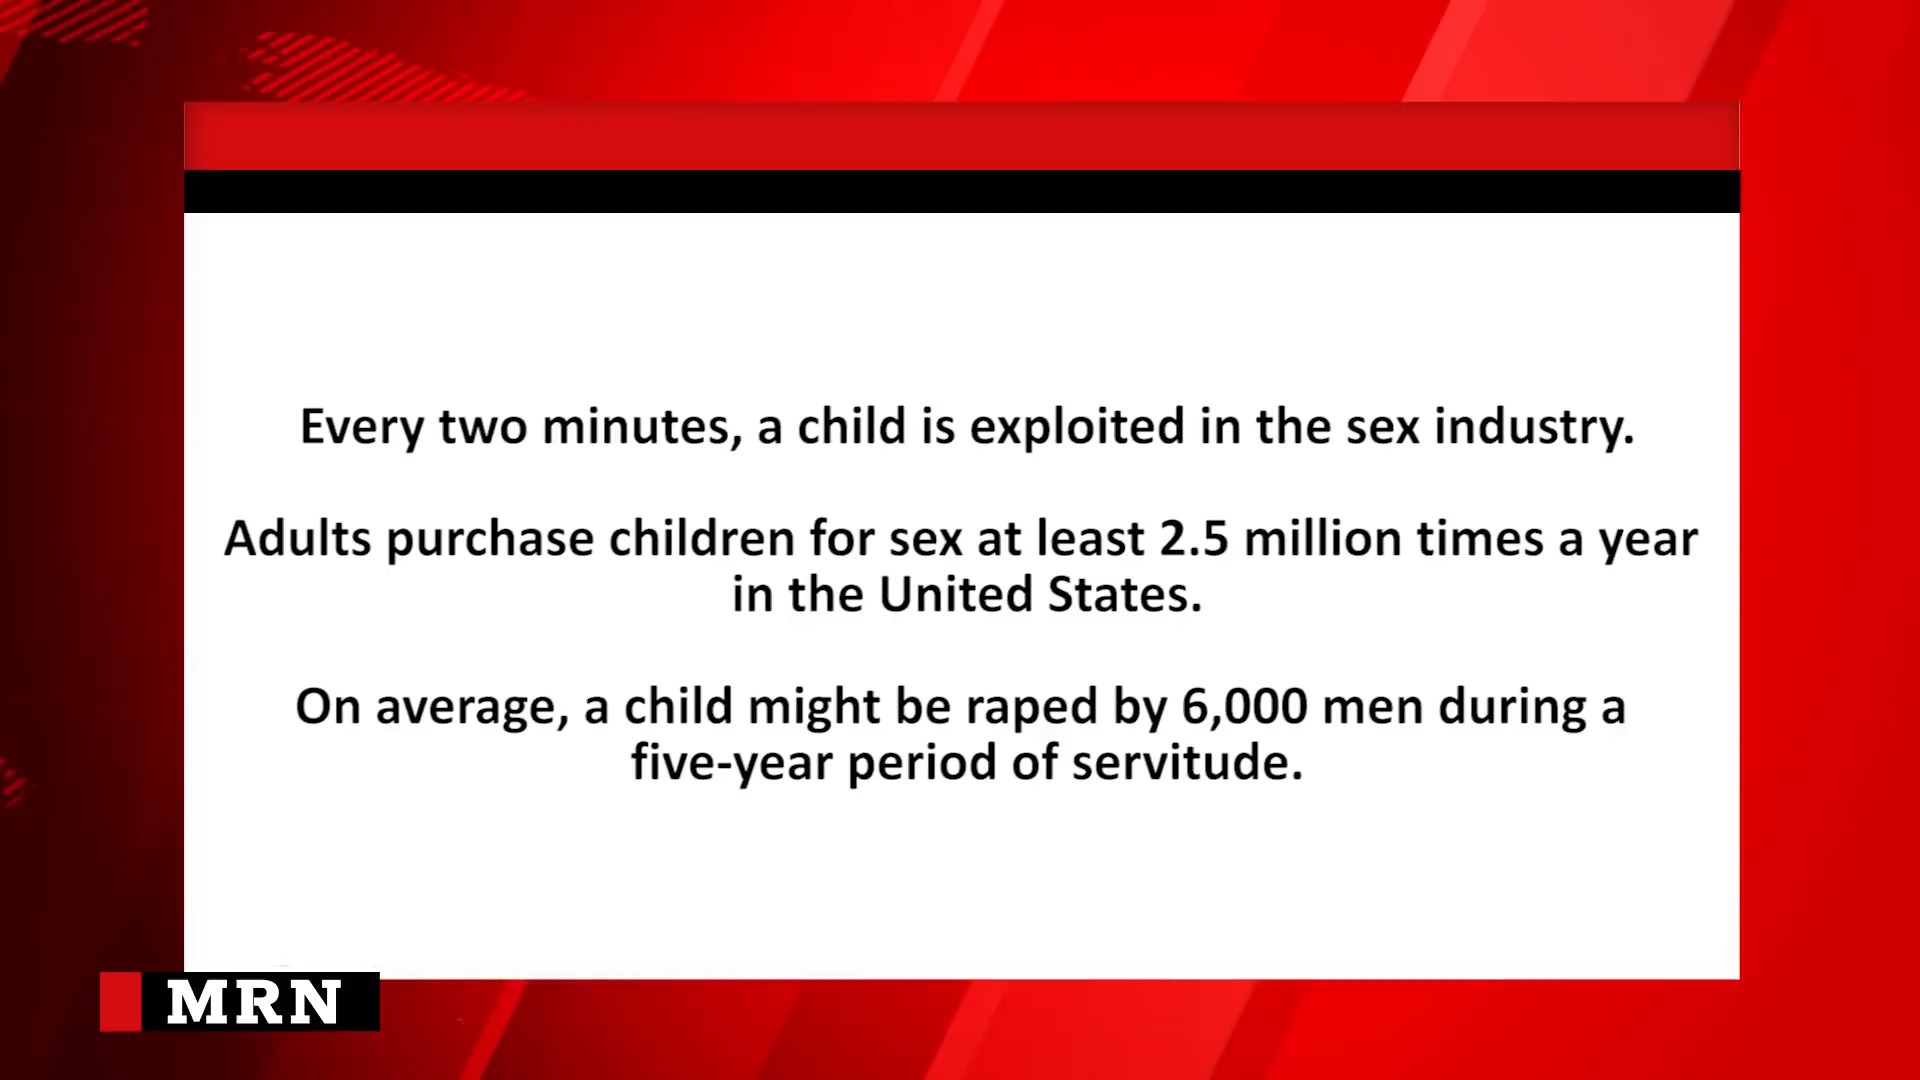 Every two minutes, a child is exploited in the sex industry.
Adults purchase children for sex at least 2.5 million times a year
in the United States.
On average, a child might be raped by 6,000 men during a
five-year period of servitude.
MRN